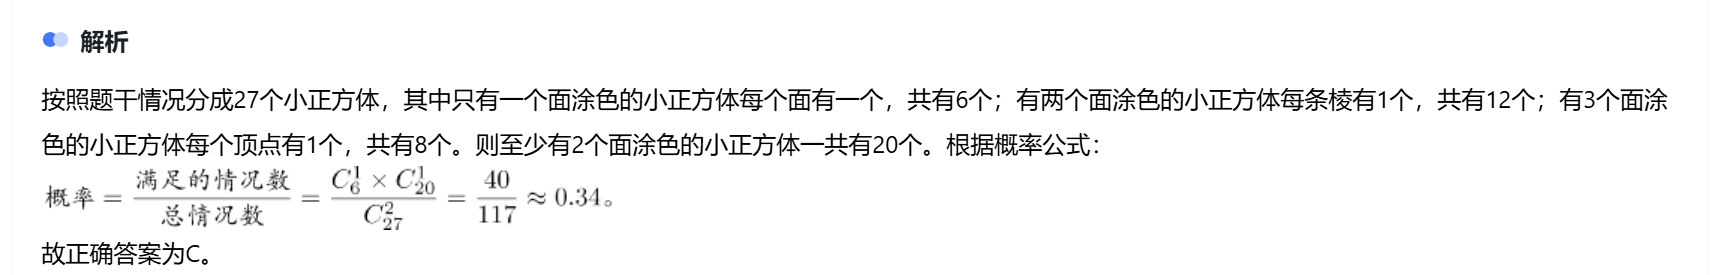 解析
按照题干情况分成27个小正方体，其中只有一个面涂色的小正方体每个面有一个，共有6个；有两个面涂色的小正方体每条棱有1个，共有12个；有3个面涂
色的小正方体每个顶点有1个，共有8个。则至少有2个面涂色的小正方体一共有20个。根据概率公式：
概率 = \frac{满足的情况数}{总情况数} = \frac{C_6^1 × C_{20}^1}{C_{27}^2} = \frac{40}{117} ≈ 0.34。
故正确答案为C。